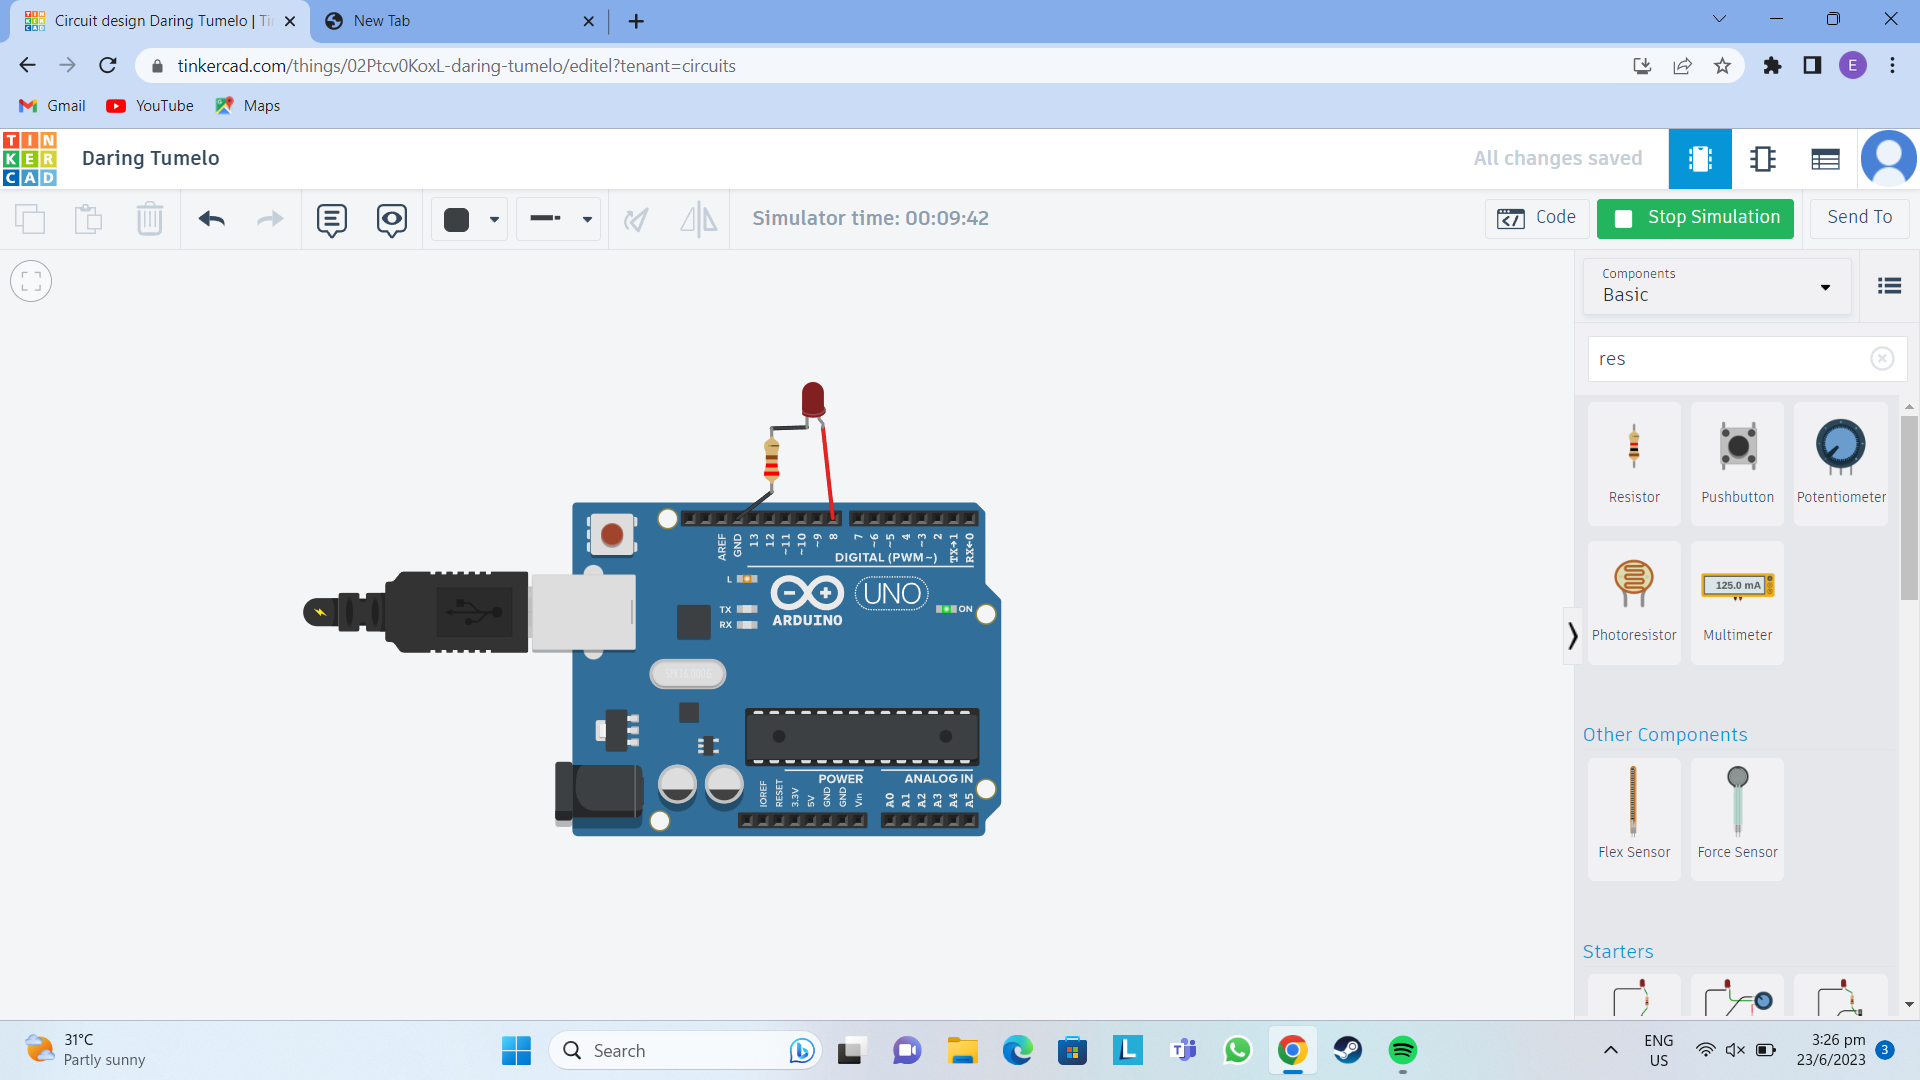 Circuit design Daring Tumelo | Ti
New Tab
tinkercad.com/things/02Ptcv0KoxL-daring-tumelo/editel?tenant=circuits
E
Gmail
YouTube
Maps
TIN
KER
CAD
Daring Tumelo
All changes saved
Simulator time: 00:09:42
Code
Stop Simulation
Send To
Components
Basic
res
Resistor
Pushbutton
Potentiometer
Photoresistor
125.0 mA
Multimeter
Other Components
Flex Sensor
Force Sensor
Starters
AREF
GND
13
12
~11
~10
~9
8
7
~6
~5
4
~3
2
TX→1
RX←0
DIGITAL (PWM~)
L
TX
RX
UNO
ARDUINO
ON
POWER
ANALOG IN
IOREF
RESET
3.3V
5V
GND
GND
Vin
A0
A1
A2
A3
A4
A5
31°C
Partly sunny
Search
L
ENG
US
3:26 pm
23/6/2023
3